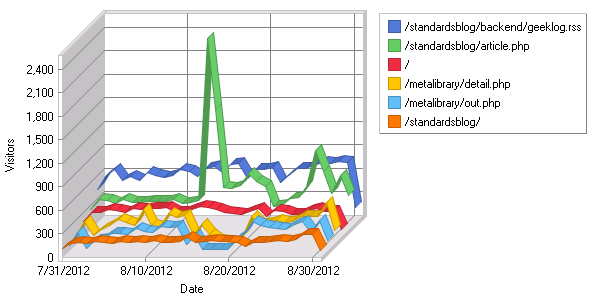 2,400
2,100
1,800
1,500
1,200
900
600
300
0
Visitors
7/31/2012 8/10/2012 8/20/2012 8/30/2012
Date
/standardsblog/backend/geeklog.rss
/standardsblog/article.php
/
/metalibrary/detail.php
/metalibrary/out.php
/standardsblog/